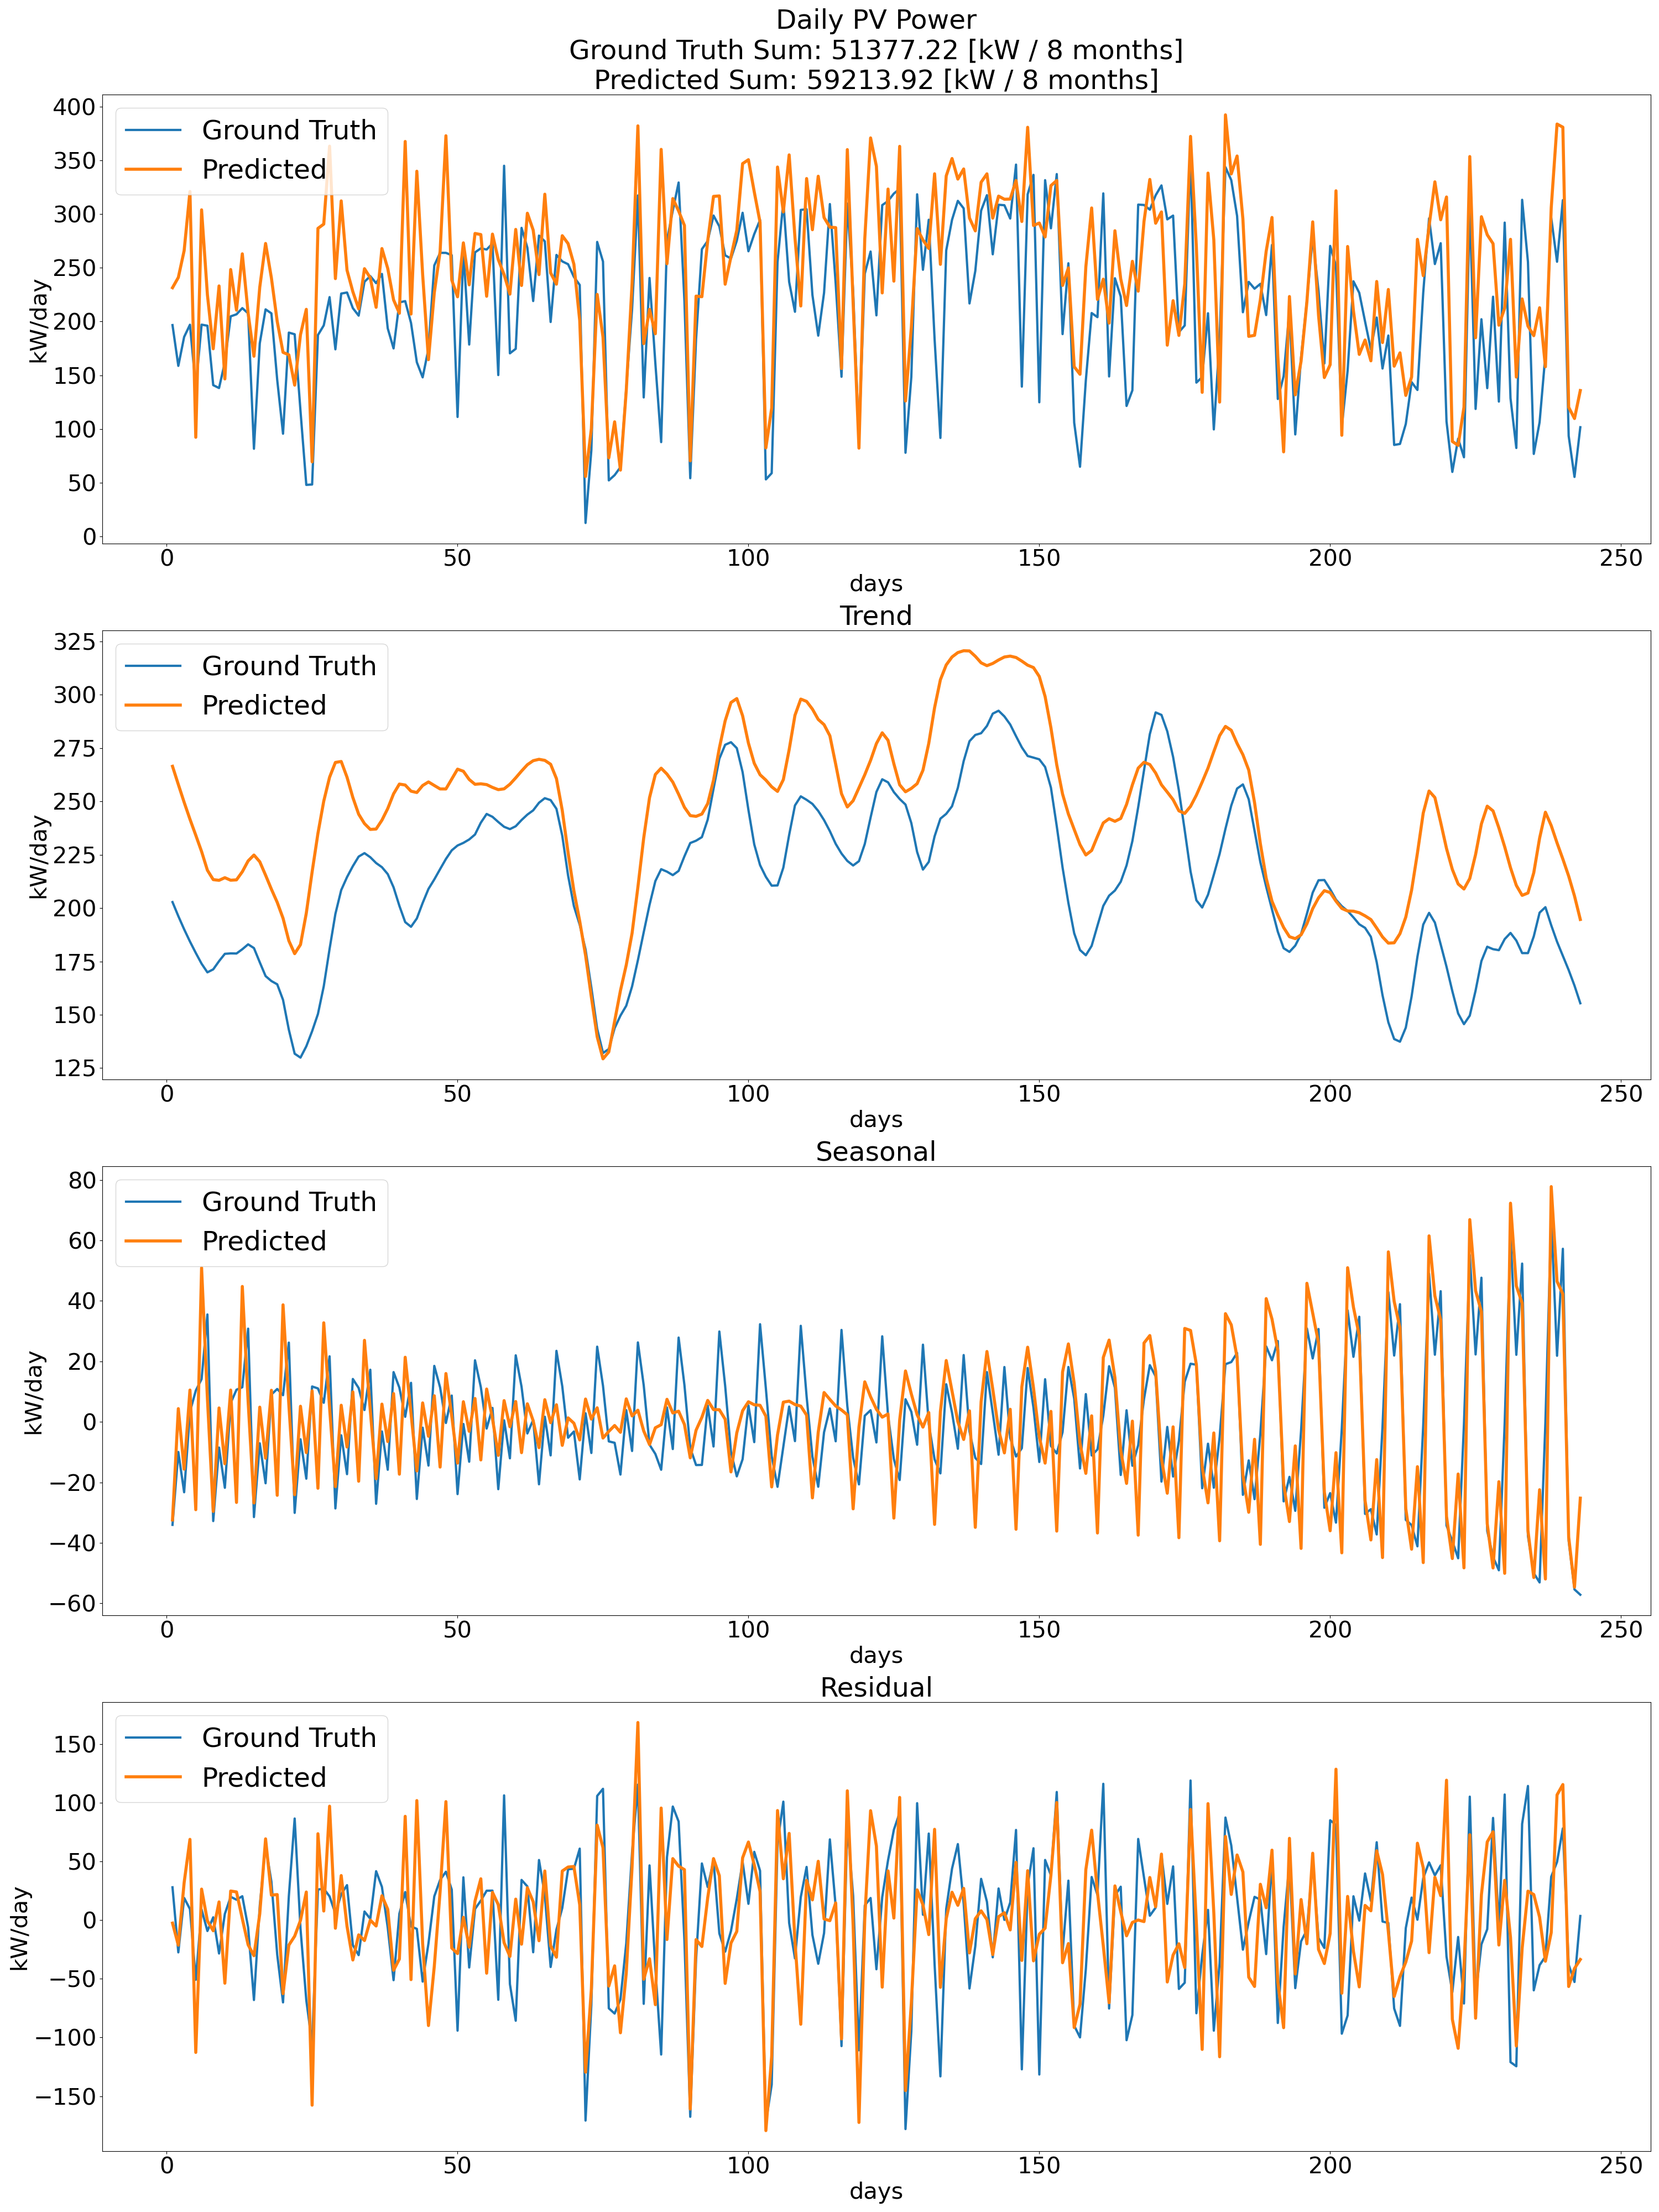 Daily PV Power
Ground Truth Sum: 51377.22 [kW / 8 months]
Predicted Sum: 59213.92 [kW / 8 months]
Ground Truth
Predicted
kW/day
400
350
300
250
200
150
100
50
0
0 50 100 150 200 250
days
Trend
Ground Truth
Predicted
kW/day
325
300
275
250
225
200
175
150
125
0 50 100 150 200 250
days
Seasonal
Ground Truth
Predicted
kW/day
80
60
40
20
0
−20
−40
−60
0 50 100 150 200 250
days
Residual
Ground Truth
Predicted
kW/day
150
100
50
0
−50
−100
−150
0 50 100 150 200 250
days